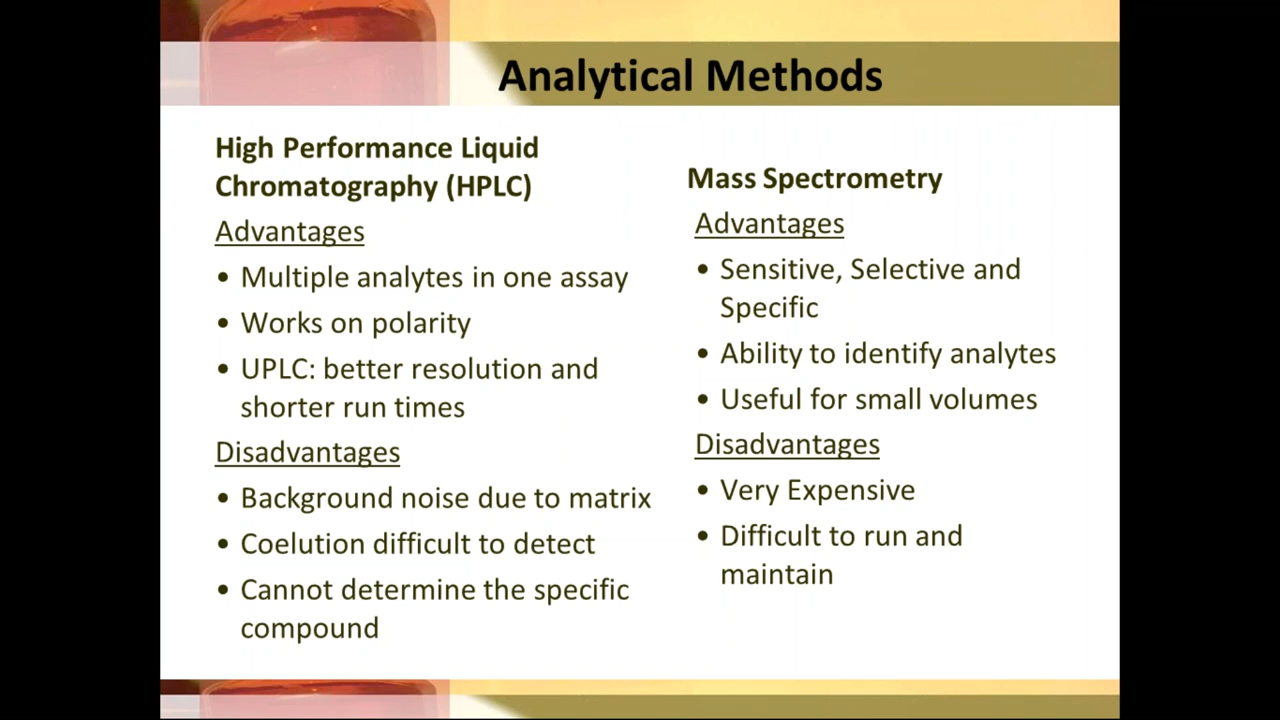 Analytical Methods
High Performance Liquid
Chromatography (HPLC)
Advantages
• Multiple analytes in one assay
• Works on polarity
• UPLC: better resolution and
shorter run times
Disadvantages
• Background noise due to matrix
• Coelution difficult to detect
• Cannot determine the specific
compound
Mass Spectrometry
Advantages
• Sensitive, Selective and
Specific
• Ability to identify analytes
• Useful for small volumes
Disadvantages
• Very Expensive
• Difficult to run and
maintain